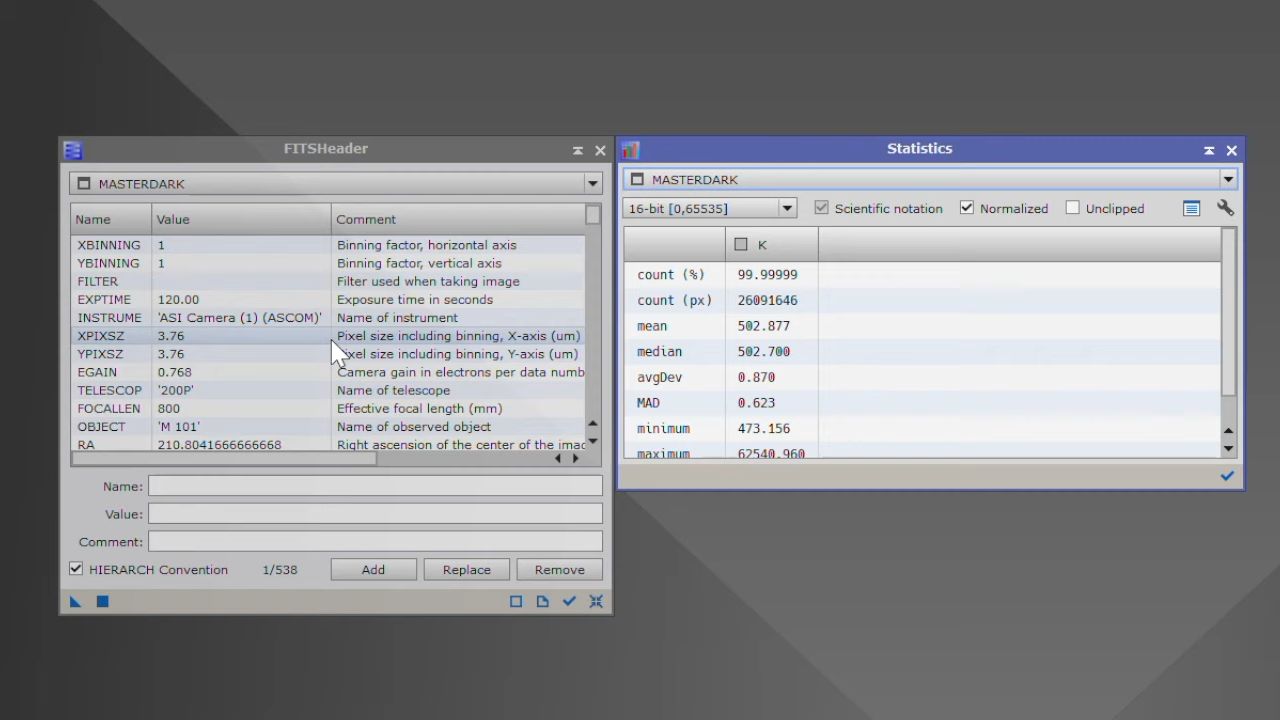 FITSHeader
MASTERDARK
Name Value Comment
XBINNING 1 Binning factor, horizontal axis
YBINNING 1 Binning factor, vertical axis
FILTER Filter used when taking image
EXPTIME 120.00 Exposure time in seconds
INSTRUME 'ASI Camera (1) (ASCOM)' Name of instrument
XPIXSZ 3.76 Pixel size including binning, X-axis (um)
YPIXSZ 3.76 Pixel size including binning, Y-axis (um)
EGAIN 0.768 Camera gain in electrons per data numb
TELESCOP '200P' Name of telescope
FOCALLEN 800 Effective focal length (mm)
OBJECT 'M 101' Name of observed object
RA 210.8041666666668 Right ascension of the center of the imag
Name:
Value:
Comment:
HIERARCH Convention 1/538 Add Replace Remove
Statistics
MASTERDARK
16-bit [0,65535] Scientific notation Normalized Unclipped
K
count (%) 99.99999
count (px) 26091646
mean 502.877
median 502.700
avgDev 0.870
MAD 0.623
minimum 473.156
maximum 62540.960